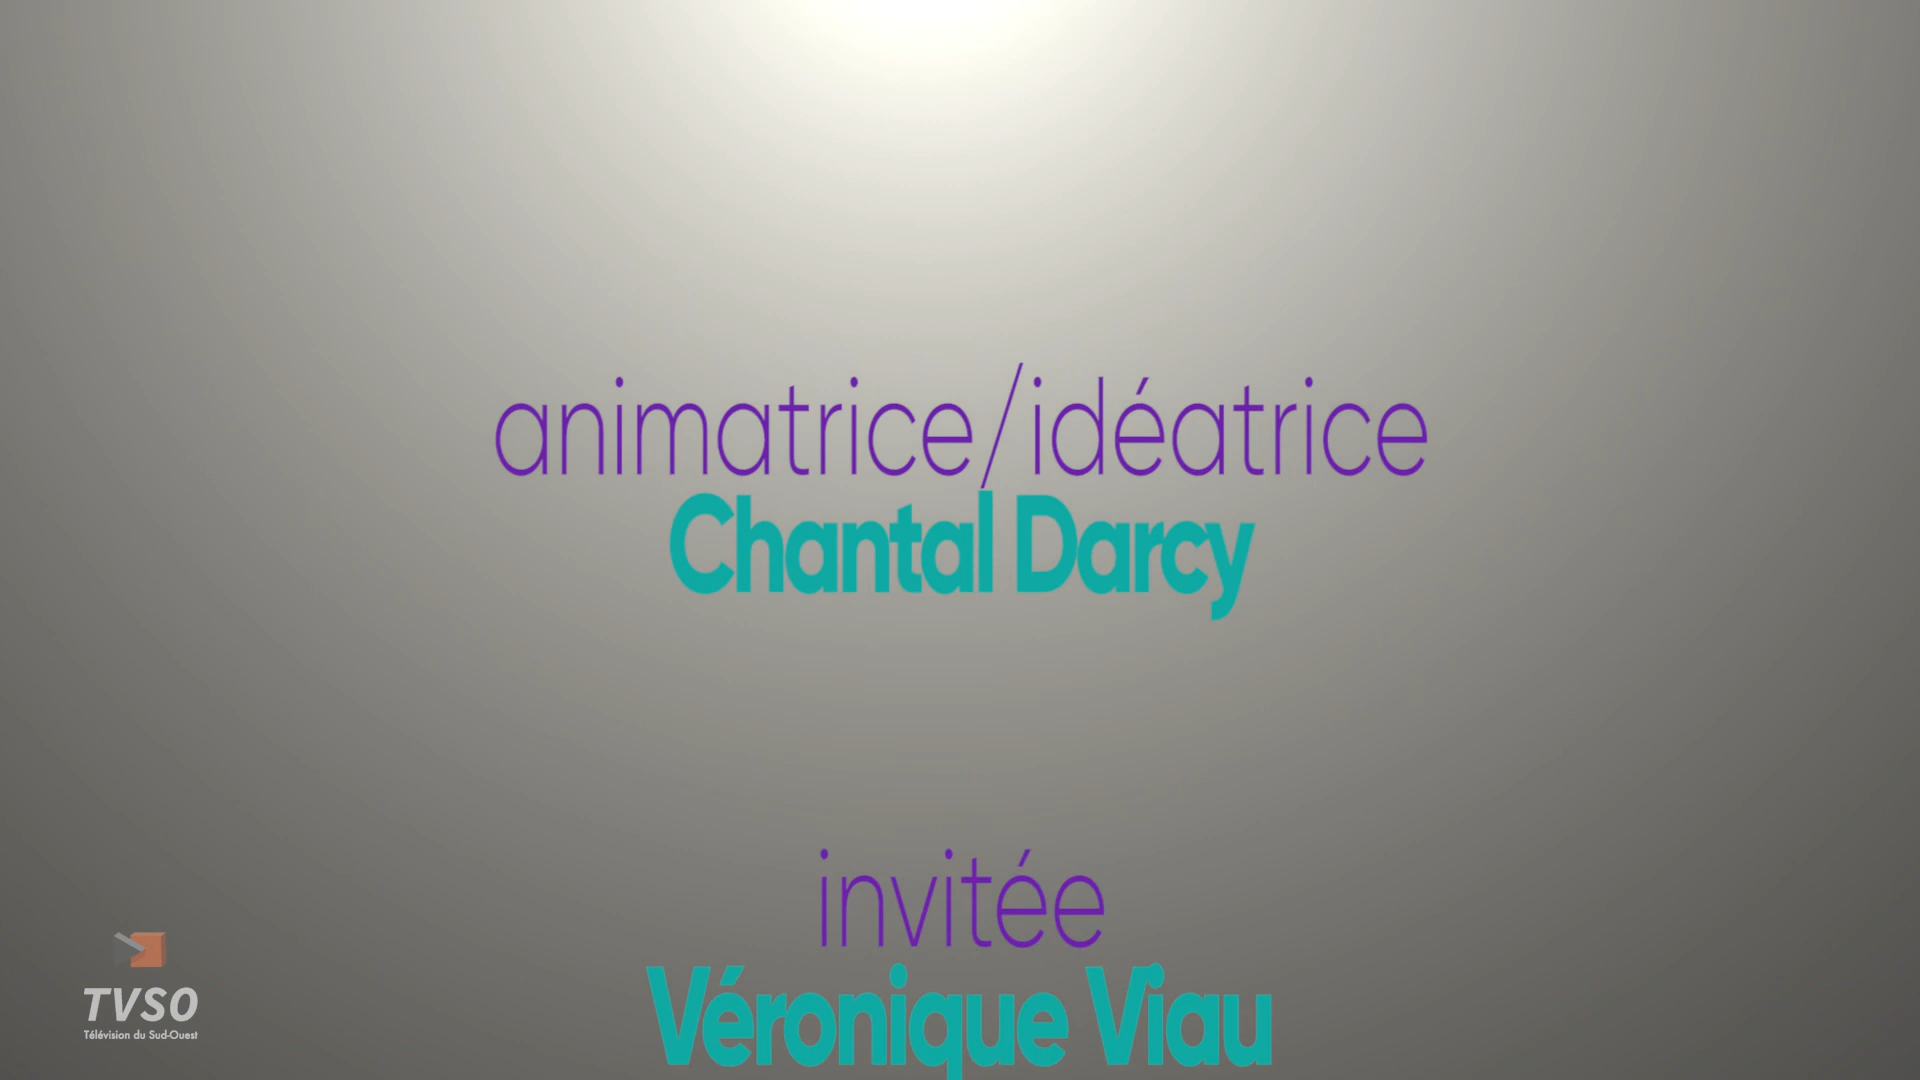 animatrice/idéatrice
Chantal Darcy
invitée
Véronique Viau
TVSO
Télévision du Sud-Ouest